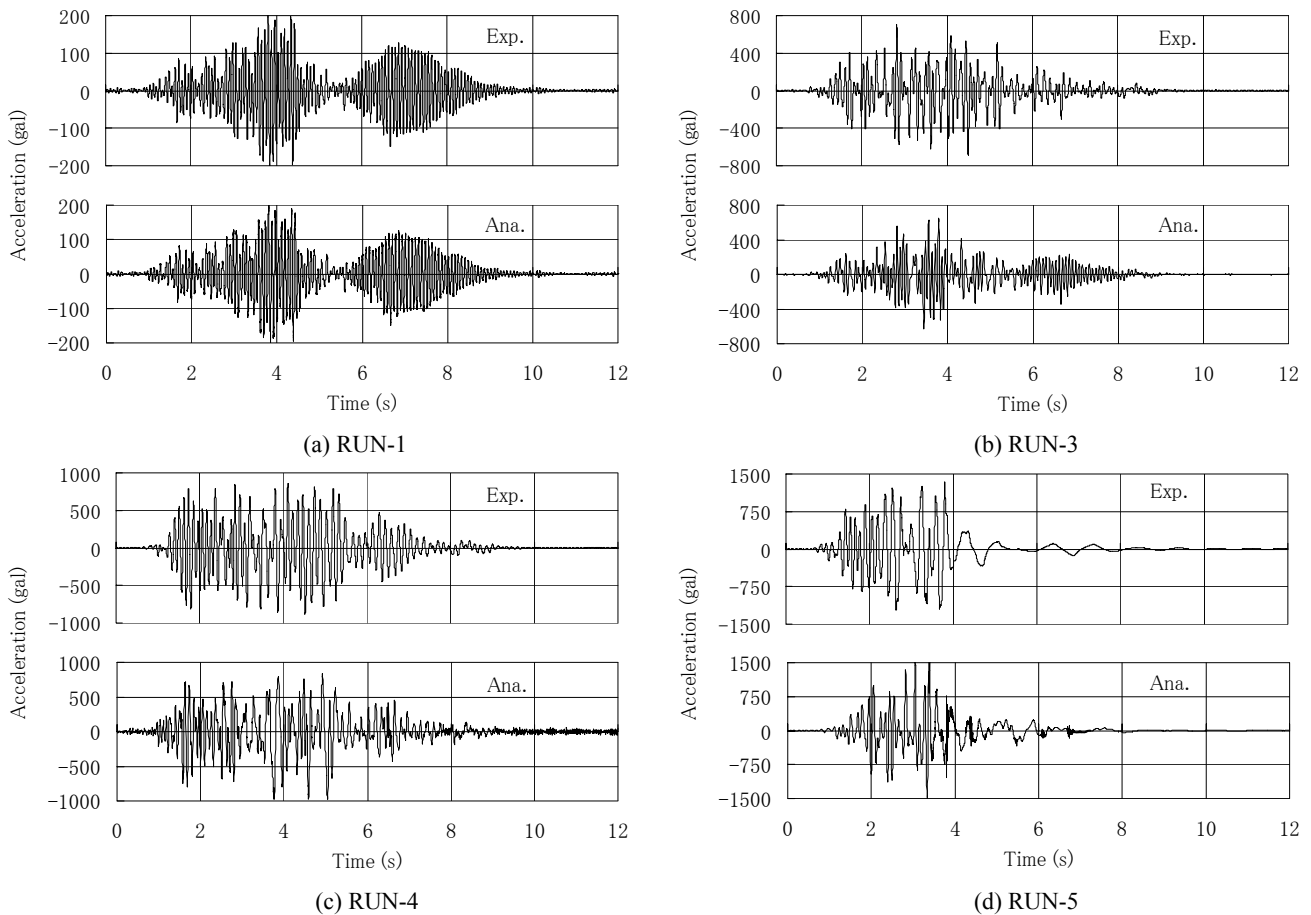 Acceleration (gal)
200
100
0
−100
−200
Exp.
200
100
0
−100
−200
Ana.
0 2 4 6 8 10 12
Time (s)
(a) RUN-1
Acceleration (gal)
800
400
0
−400
−800
Exp.
800
400
0
−400
−800
Ana.
0 2 4 6 8 10 12
Time (s)
(b) RUN-3
Acceleration (gal)
1000
500
0
−500
−1000
Exp.
1000
500
0
−500
−1000
Ana.
0 2 4 6 8 10 12
Time (s)
(c) RUN-4
Acceleration (gal)
1500
750
0
−750
−1500
Exp.
1500
750
0
−750
−1500
Ana.
0 2 4 6 8 10 12
Time (s)
(d) RUN-5